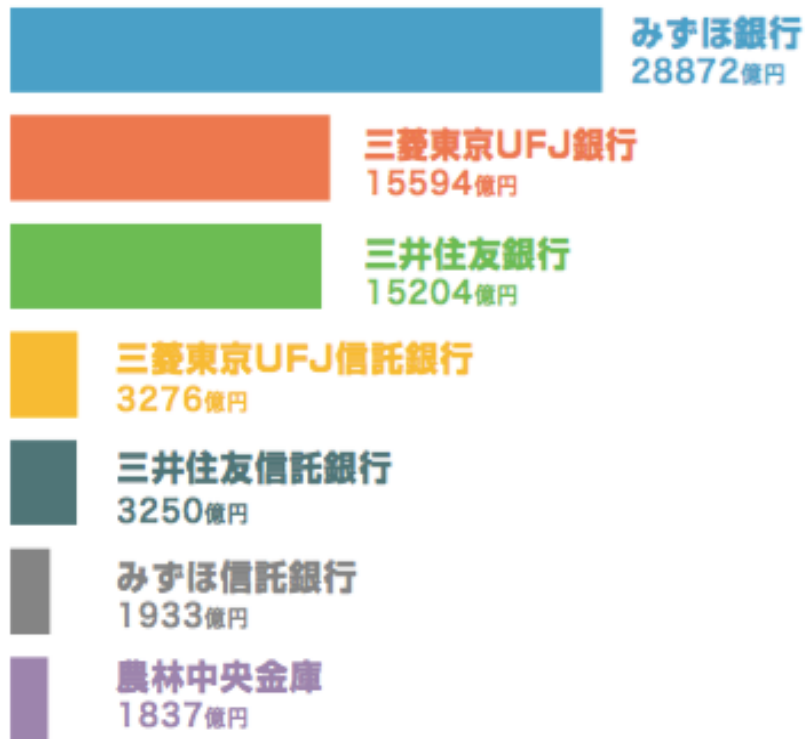 みずほ銀行
28872億円
三菱東京UFJ銀行
15594億円
三井住友銀行
15204億円
三菱東京UFJ信託銀行
3276億円
三井住友信託銀行
3250億円
みずほ信託銀行
1933億円
農林中央金庫
1837億円